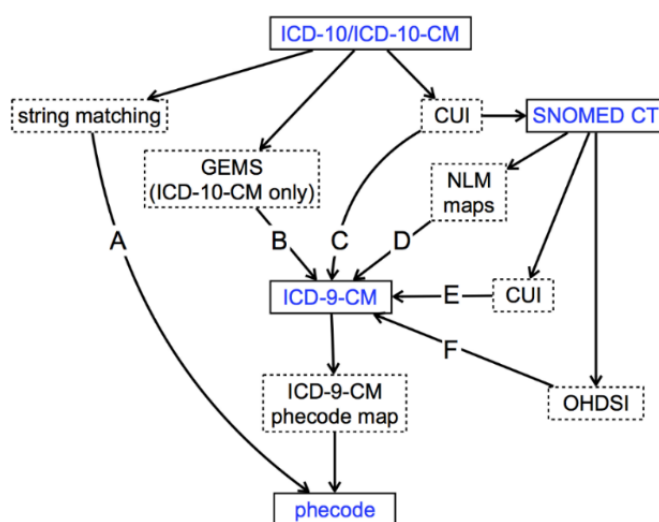 ICD-10/ICD-10-CM
string matching
CUI
SNOMED CT
GEMS
(ICD-10-CM only)
NLM
maps
A
B
C
D
ICD-9-CM
E
CUI
F
ICD-9-CM
phecode map
OHDSI
phecode